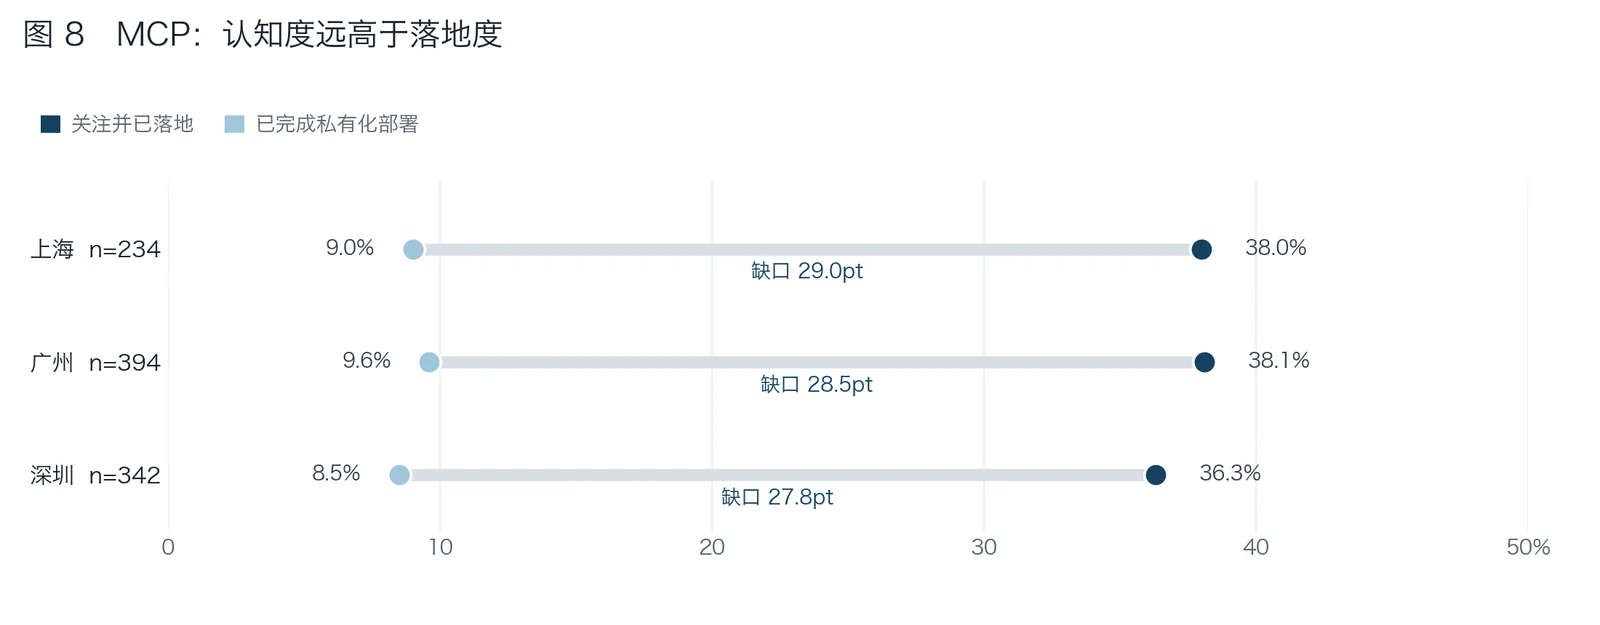 图 8 MCP：认知度远高于落地度
关注并已落地 已完成私有化部署
上海 n=234 9.0% 38.0%
缺口 29.0pt
广州 n=394 9.6% 38.1%
缺口 28.5pt
深圳 n=342 8.5% 36.3%
缺口 27.8pt
0 10 20 30 40 50%